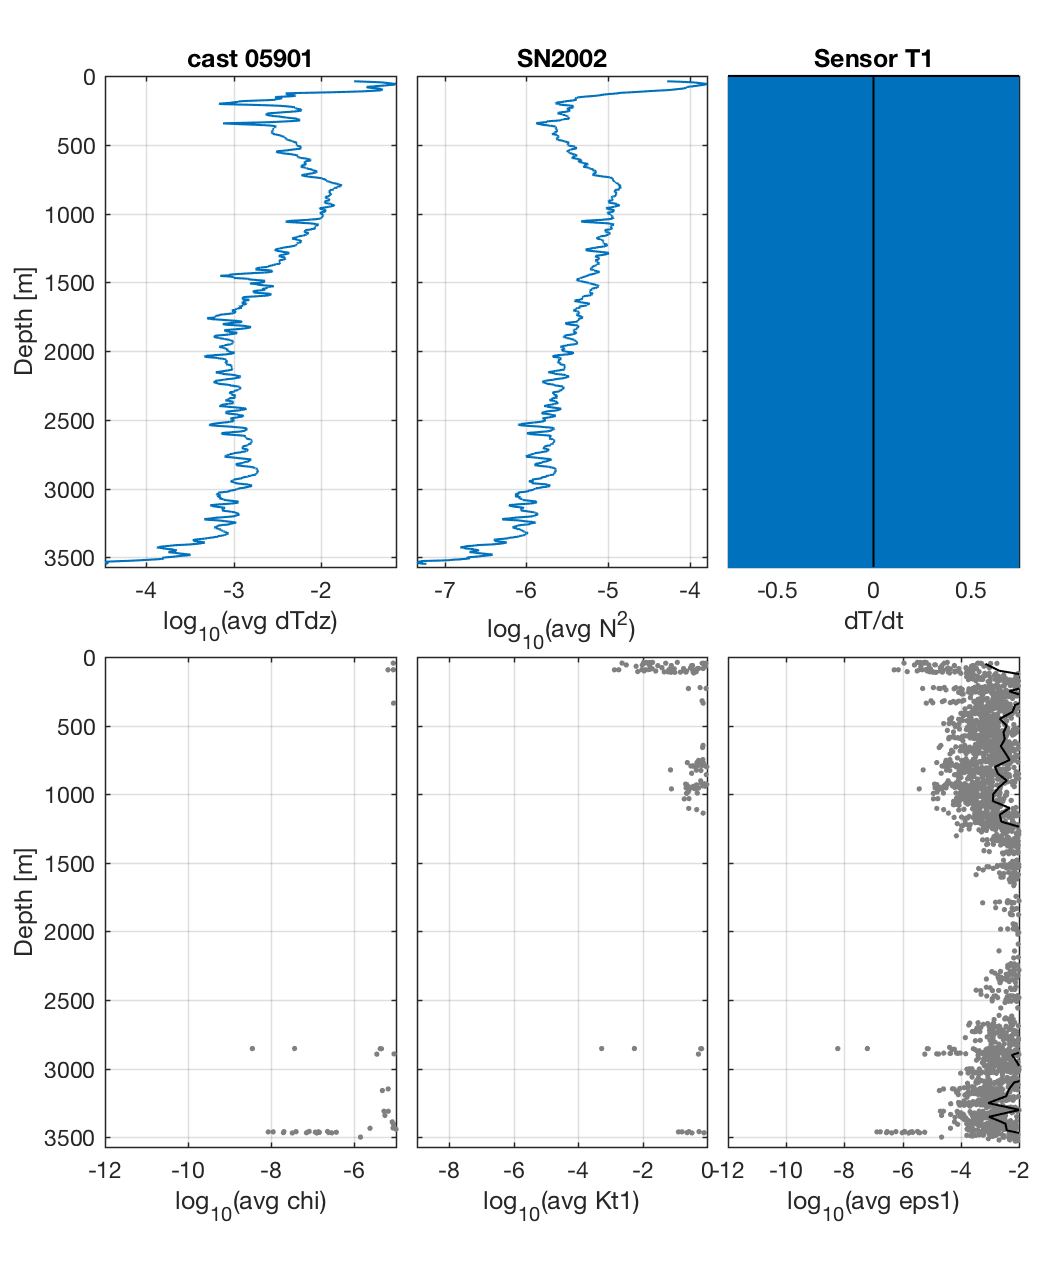 cast 05901 SN2002 Sensor T1
0
500
1000
1500
2000
2500
3000
3500
Depth [m]
-4 -3 -2 -7 -6 -5 -4 -0.5 0 0.5
log10(avg dTdz) log10(avg N2) dT/dt
0
500
1000
1500
2000
2500
3000
3500
Depth [m]
-12 -10 -8 -6 -8 -6 -4 -2 0 -12 -10 -8 -6 -4 -2
log10(avg chi) log10(avg Kt1) log10(avg eps1)